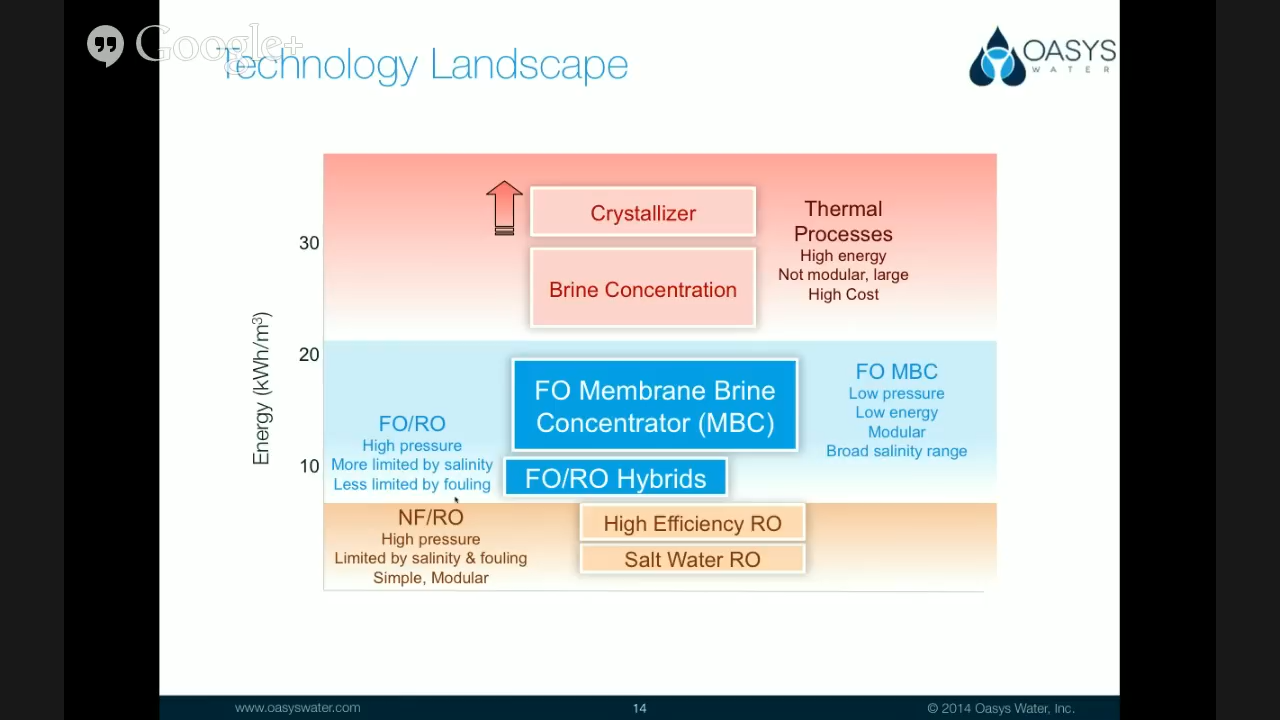 Google+
Technology Landscape
OASYS
WATER
Energy (kWh/m³)
30
20
10
Crystallizer
Brine Concentration
Thermal
Processes
High energy
Not modular, large
High Cost
FO Membrane Brine
Concentrator (MBC)
FO MBC
Low pressure
Low energy
Modular
Broad salinity range
FO/RO
High pressure
More limited by salinity
Less limited by fouling
FO/RO Hybrids
NF/RO
High pressure
Limited by salinity & fouling
Simple, Modular
High Efficiency RO
Salt Water RO
www.oasyswater.com
14
© 2014 Oasys Water, Inc.